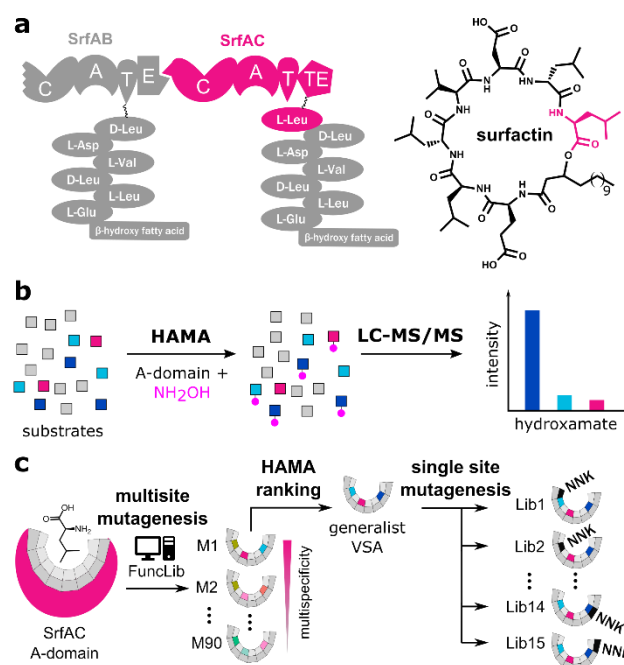 a
SrfAB
SrfAC
C A T E C A T TE
D-Leu
L-Asp
L-Val
D-Leu
L-Leu
L-Glu
β-hydroxy fatty acid
L-Leu
D-Leu
L-Asp
L-Val
D-Leu
L-Leu
L-Glu
β-hydroxy fatty acid
HO
O
O
O
NH
HN
HN
O
O
surfactin
O
NH
O
O
NH
N
H
O
H
N
O
O
( )9
HO
O
b
substrates
HAMA
A-domain +
NH2OH
LC-MS/MS
intensity
hydroxamate
c
OH
O
NH2
SrfAC
A-domain
multisite
mutagenesis
FuncLib
M1
M2
M90
multispecificity
HAMA
ranking
generalist
VSA
single site
mutagenesis
Lib1
NNK
Lib2
NNK
Lib14
NNK
Lib15